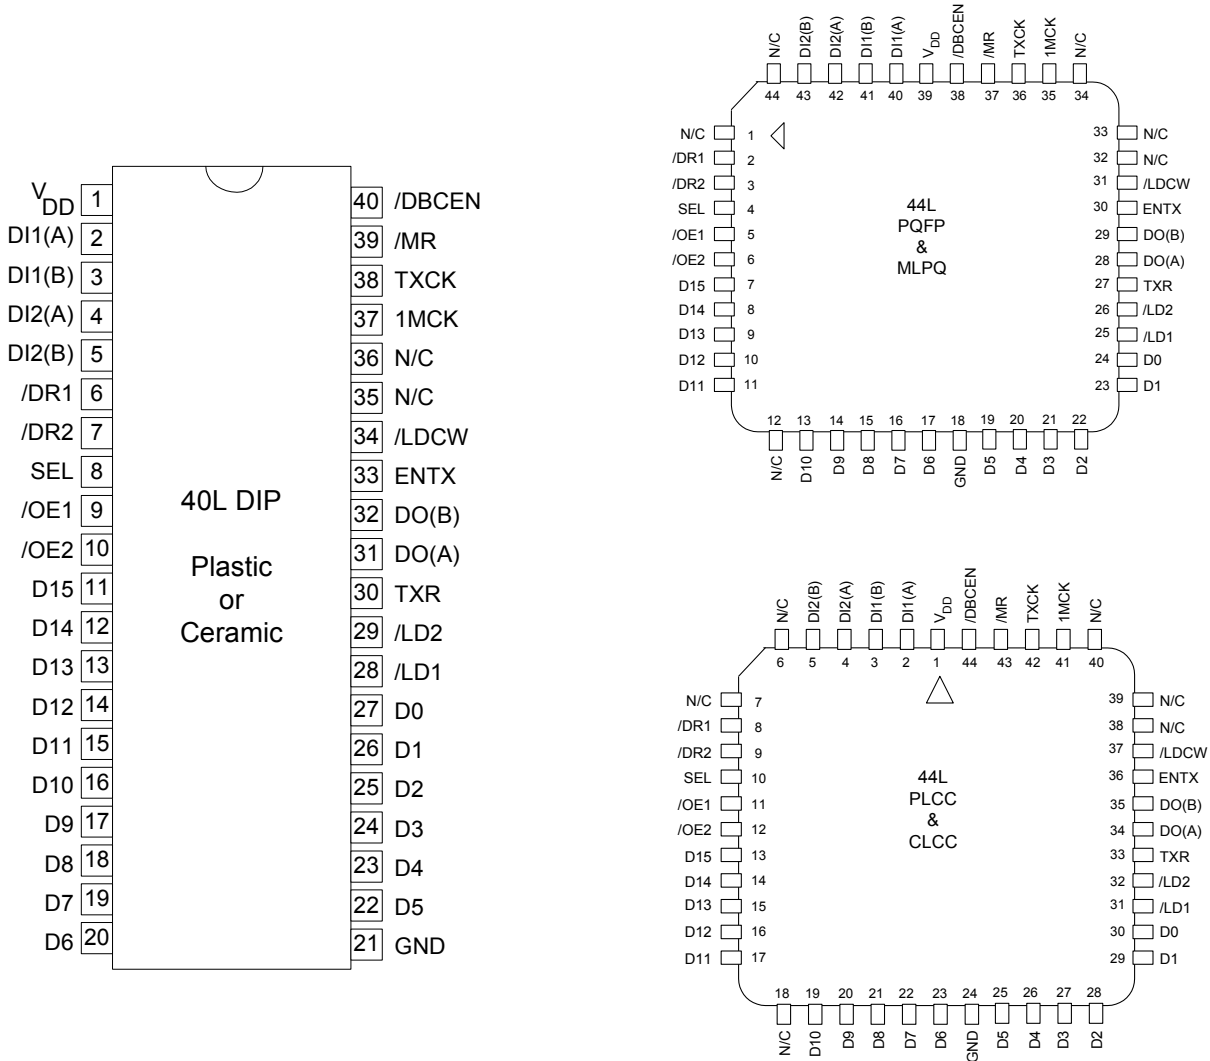 V DD 1
DI1(A) 2
DI1(B) 3
DI2(A) 4
DI2(B) 5
/DR1 6
/DR2 7
SEL 8
/OE1 9
/OE2 10
D15 11
D14 12
D13 13
D12 14
D11 15
D10 16
D9 17
D8 18
D7 19
D6 20
40L DIP
Plastic
or
Ceramic
40 /DBCEN
39 /MR
38 TXCK
37 1MCK
36 N/C
35 N/C
34 /LDCW
33 ENTX
32 DO(B)
31 DO(A)
30 TXR
29 /LD2
28 /LD1
27 D0
26 D1
25 D2
24 D3
23 D4
22 D5
21 GND
N/C DI2(B) DI2(A) DI1(B) DI1(A) VDD /DBCEN /MR TXCK 1MCK N/C
44 43 42 41 40 39 38 37 36 35 34
N/C 1
/DR1 2
/DR2 3
SEL 4
/OE1 5
/OE2 6
D15 7
D14 8
D13 9
D12 10
D11 11
44L
PQFP
&
MLPQ
33 N/C
32 N/C
31 /LDCW
30 ENTX
29 DO(B)
28 DO(A)
27 TXR
26 /LD2
25 /LD1
24 D0
23 D1
12 13 14 15 16 17 18 19 20 21 22
N/C D10 D9 D8 D7 D6 GND D5 D4 D3 D2
N/C DI2(B) DI2(A) DI1(B) DI1(A) VDD /DBCEN /MR TXCK 1MCK N/C
6 5 4 3 2 1 44 43 42 41 40
N/C 7
/DR1 8
/DR2 9
SEL 10
/OE1 11
/OE2 12
D15 13
D14 14
D13 15
D12 16
D11 17
44L
PLCC
&
CLCC
39 N/C
38 N/C
37 /LDCW
36 ENTX
35 DO(B)
34 DO(A)
33 TXR
32 /LD2
31 /LD1
30 D0
29 D1
18 19 20 21 22 23 24 25 26 27 28
N/C D10 D9 D8 D7 D6 GND D5 D4 D3 D2